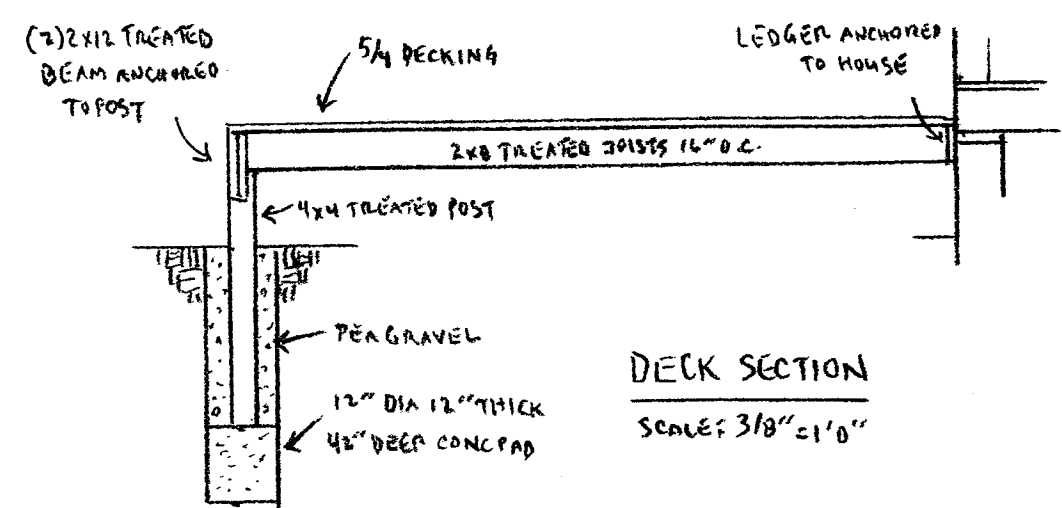 (2) 2X12 TREATED
BEAM ANCHORED
TO POST
5/4 DECKING
LEDGER ANCHORED
TO HOUSE
2X8 TREATED JOISTS 16" O.C.
4x4 TREATED POST
PEA GRAVEL
12" DIA 12" THICK
42" DEEP CONC PAD
DECK SECTION
SCALE: 3/8" = 1'0"